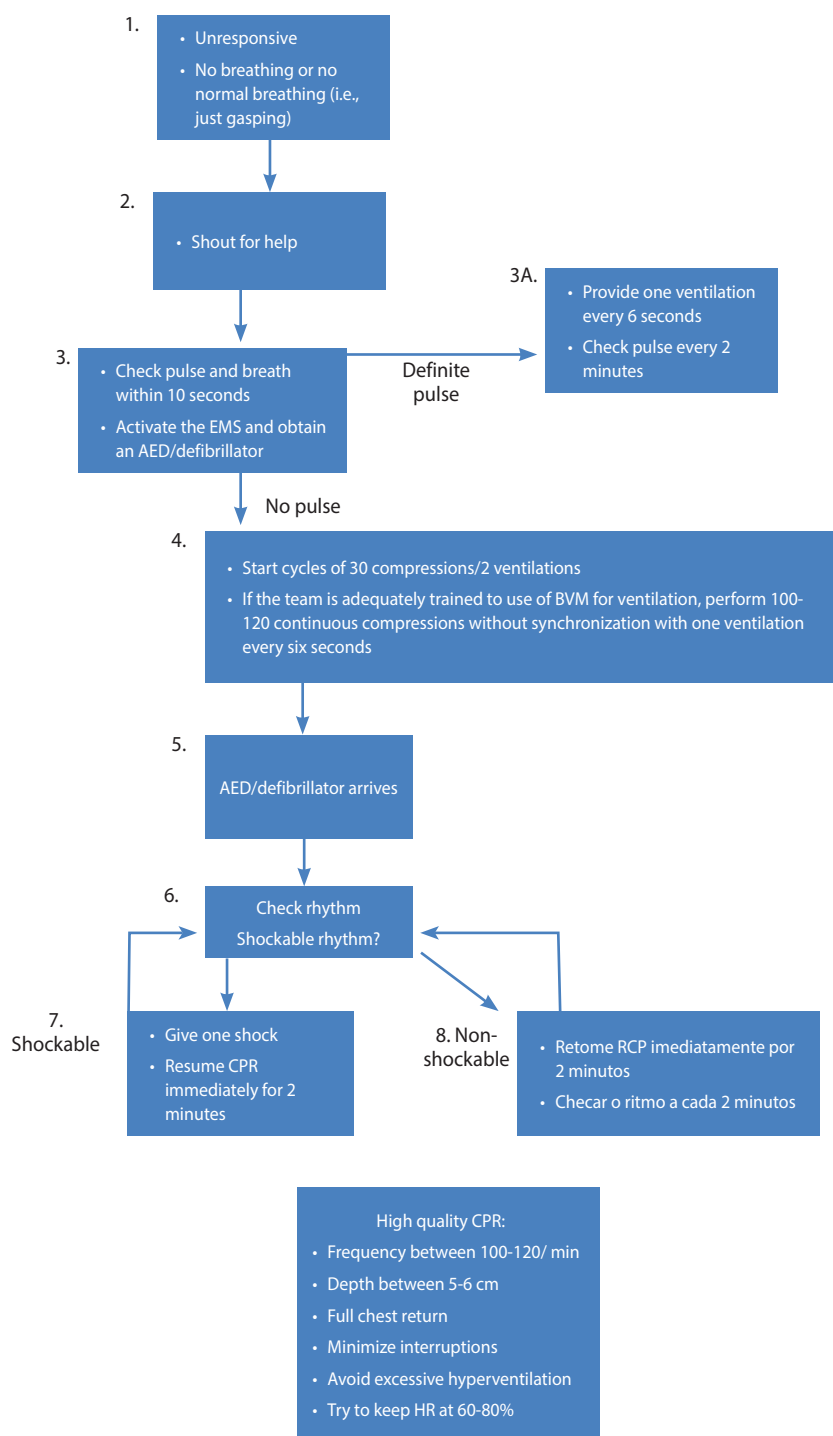 1.
• Unresponsive
• No breathing or no
normal breathing (i.e.,
just gasping)
2.
• Shout for help
3A.
• Provide one ventilation
every 6 seconds
• Check pulse every 2
minutes
3.
• Check pulse and breath
within 10 seconds
• Activate the EMS and obtain
an AED/defibrillator
Definite
pulse
No pulse
4.
• Start cycles of 30 compressions/2 ventilations
• If the team is adequately trained to use of BVM for ventilation, perform 100-
120 continuous compressions without synchronization with one ventilation
every six seconds
5.
AED/defibrillator arrives
6.
Check rhythm
Shockable rhythm?
7.
Shockable
• Give one shock
• Resume CPR
immediately for 2
minutes
8. Non-
shockable
• Retome RCP imediatamente por
2 minutos
• Checar o ritmo a cada 2 minutos
High quality CPR:
• Frequency between 100-120/ min
• Depth between 5-6 cm
• Full chest return
• Minimize interruptions
• Avoid excessive hyperventilation
• Try to keep HR at 60-80%